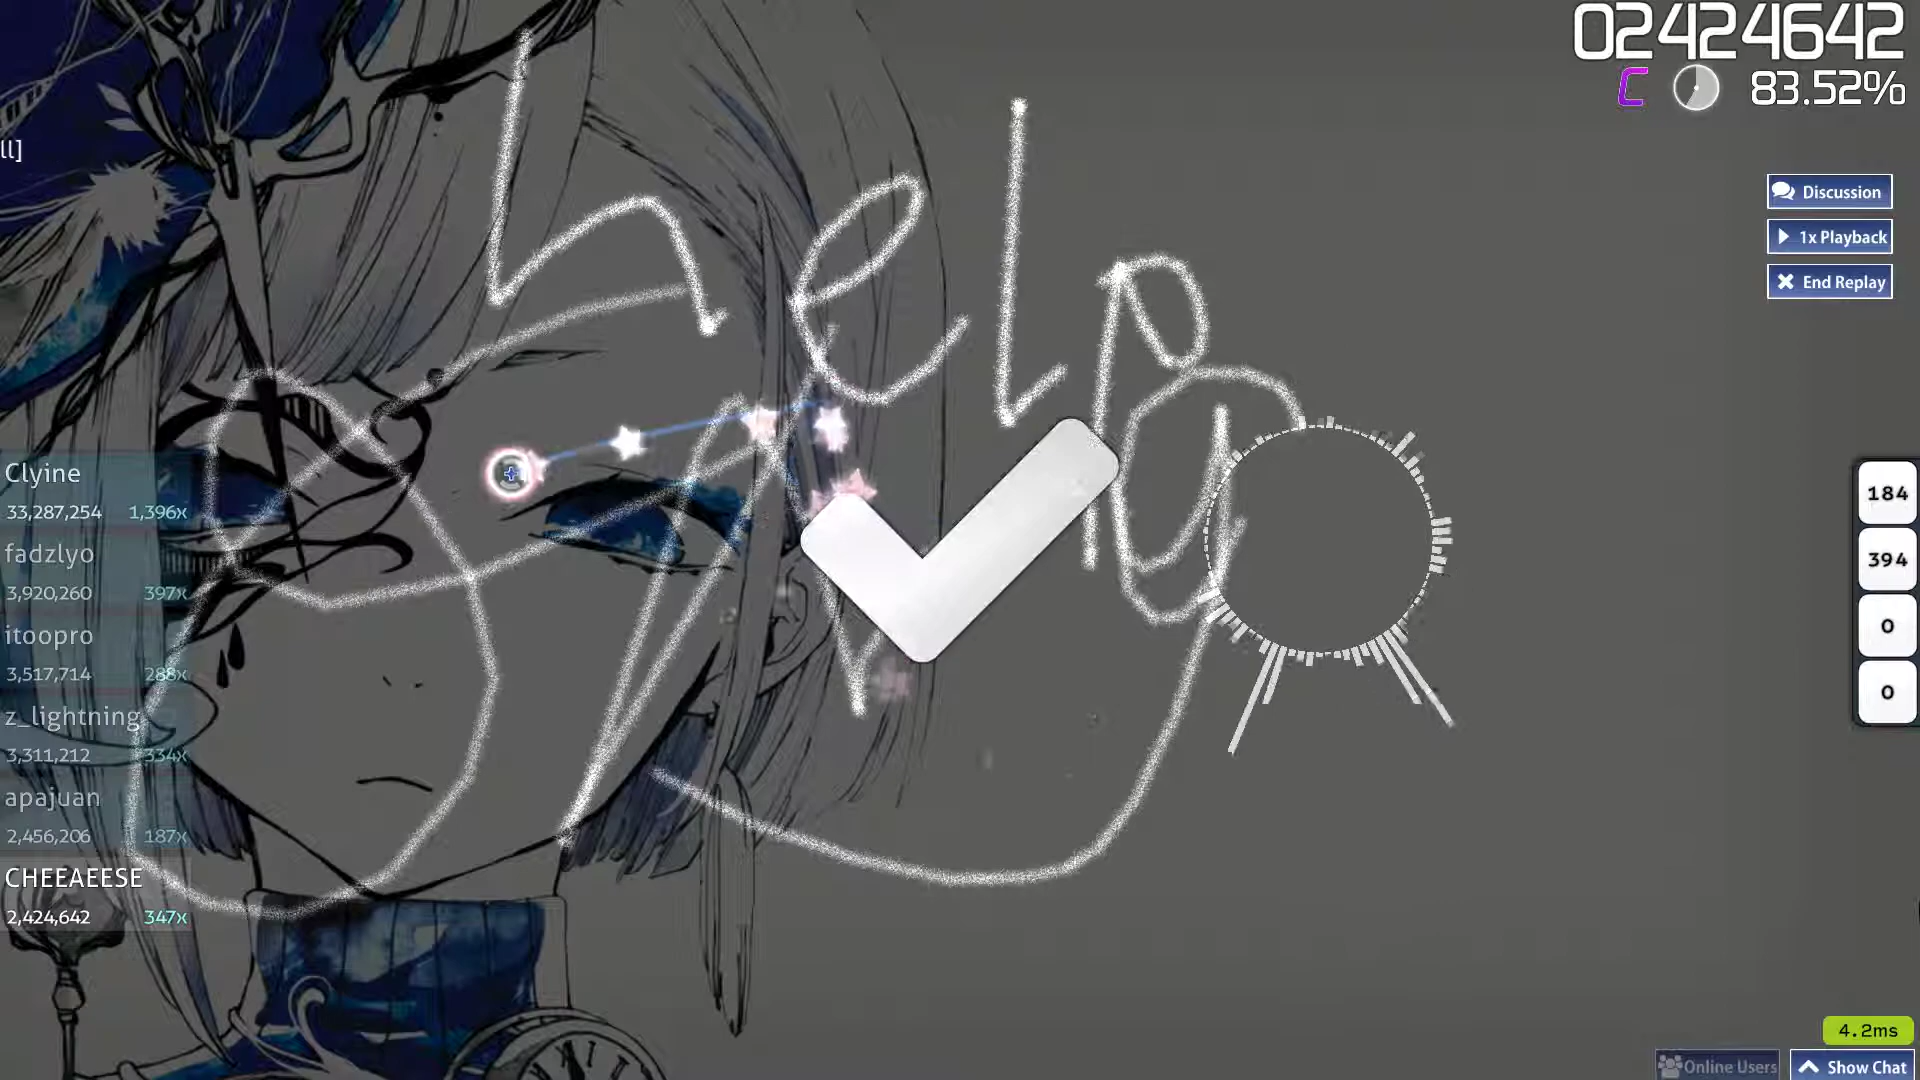 02424642
C 83.52%
ll]
Discussion
1x Playback
End Replay
help
Clyine
33,287,254 1,396x
fadzlyo
3,920,260 397x
itoopro
3,517,714 288x
z_lightning
3,311,212 334x
apajuan
2,456,206 187x
CHEEAEESE
2,424,642 347x
184
394
0
0
4.2ms
Online Users
Show Chat